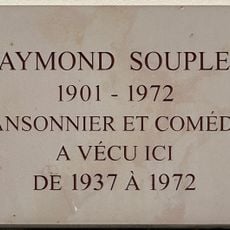 AYMOND SOUPLE
1901 - 1972
ANSONNIER ET COMÉD
A VÉCU ICI
DE 1937 À 1972